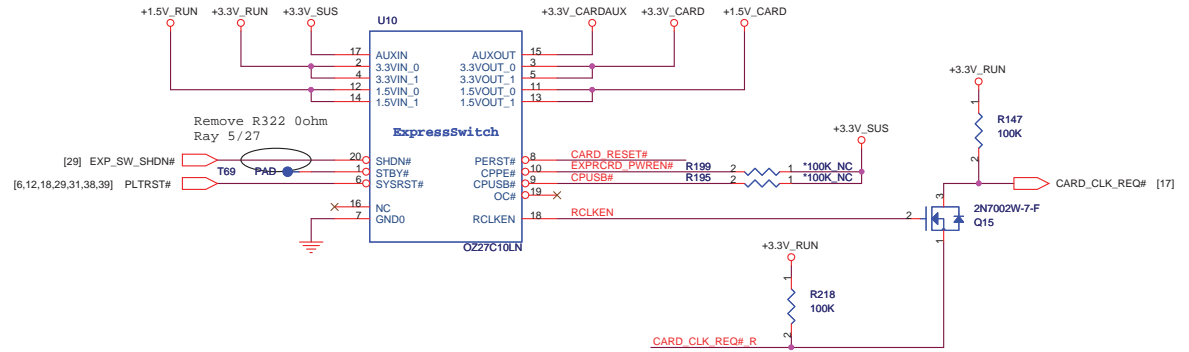 +1.5V_RUN
+3.3V_RUN
+3.3V_SUS
U10
+3.3V_CARDAUX
+3.3V_CARD
+1.5V_CARD
17 AUXIN AUXOUT 15
2 3.3VIN_0 3.3VOUT_0 3
4 3.3VIN_1 3.3VOUT_1 5
12 1.5VIN_0 1.5VOUT_0 11
14 1.5VIN_1 1.5VOUT_1 13
+3.3V_RUN
1
R147
100K
2
Remove R322 0ohm
Ray 5/27
ExpressSwitch
+3.3V_SUS
[29] EXP_SW_SHDN# 20 SHDN# PERST# 8 CARD_RESET#
T69 PAD 1 STBY# CPPE# 10 EXPRCRD_PWREN# R199 2 1 *100K_NC
[6,12,18,29,31,38,39] PLTRST# 6 SYSRST# CPUSB# 9 CPUSB# R195 2 1 *100K_NC
CARD_CLK_REQ# [17]
OC# 19
16 NC
7 GND0 RCLKEN 18 RCLKEN 2
3
2N7002W-7-F
Q15
1
OZ27C10LN
+3.3V_RUN
1
R218
100K
2
CARD_CLK_REQ#_R